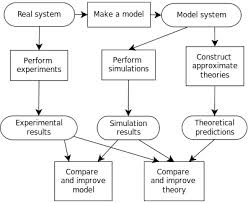 Real system
Make a model
Model system
Perform
experiments
Perform
simulations
Construct
approximate
theories
Experimental
results
Simulation
results
Theoretical
predictions
Compare
and improve
model
Compare
and improve
theory